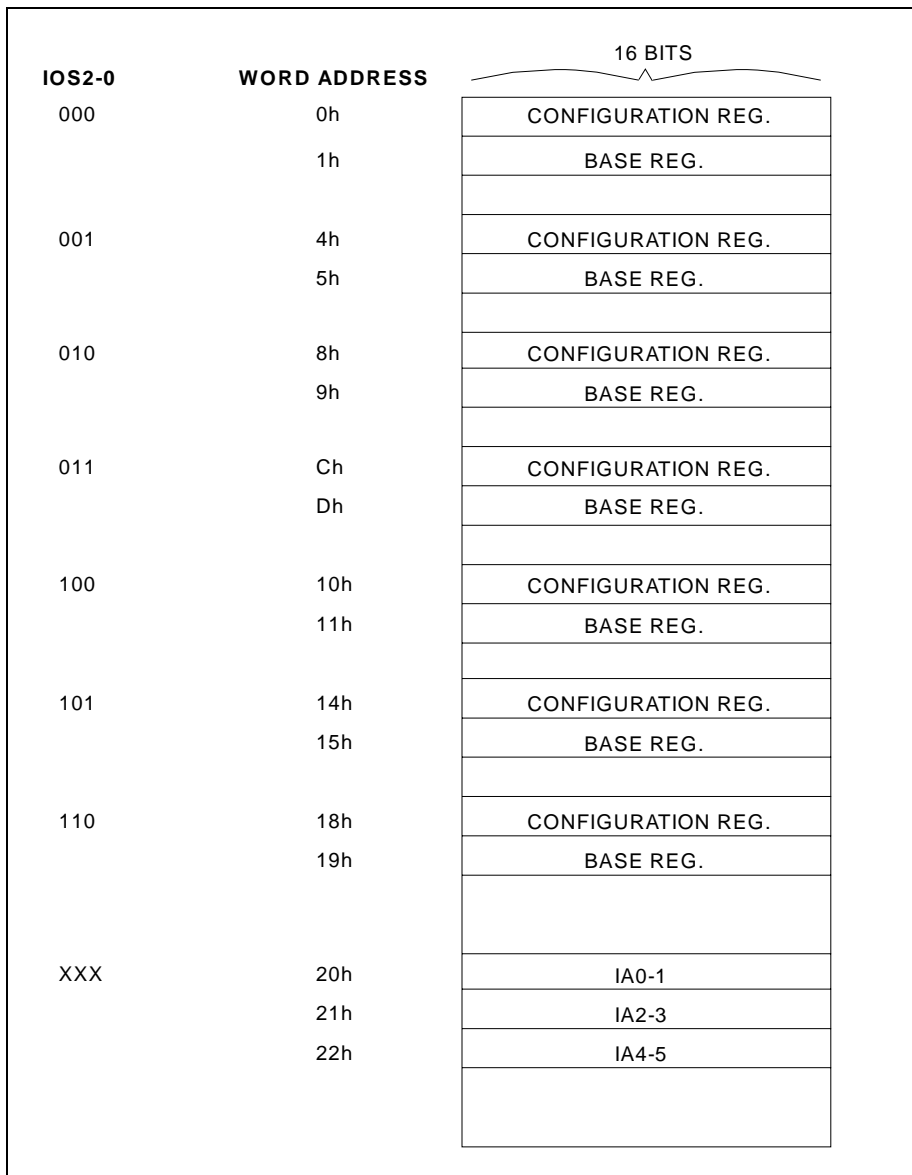 16 BITS
IOS2-0 WORD ADDRESS
000 0h CONFIGURATION REG.
1h BASE REG.
001 4h CONFIGURATION REG.
5h BASE REG.
010 8h CONFIGURATION REG.
9h BASE REG.
011 Ch CONFIGURATION REG.
Dh BASE REG.
100 10h CONFIGURATION REG.
11h BASE REG.
101 14h CONFIGURATION REG.
15h BASE REG.
110 18h CONFIGURATION REG.
19h BASE REG.
XXX 20h IA0-1
21h IA2-3
22h IA4-5